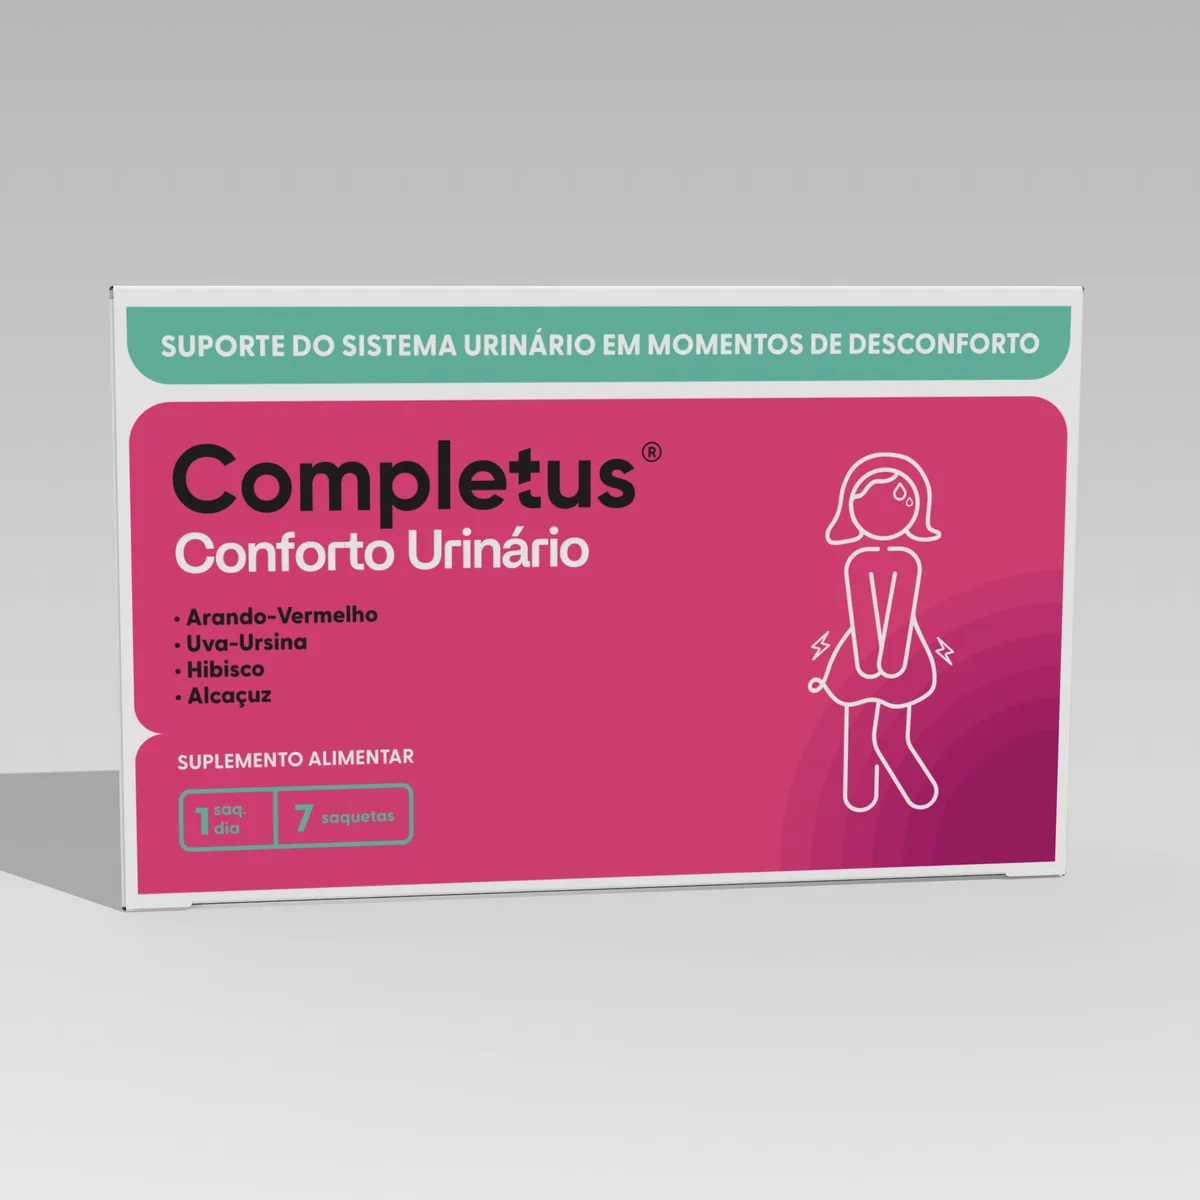 SUPORTE DO SISTEMA URINÁRIO EM MOMENTOS DE DESCONFORTO
Completus®
Conforto Urinário
• Arando-Vermelho
• Uva-Ursina
• Hibisco
• Alcaçuz
SUPLEMENTO ALIMENTAR
1 saq.
dia
7 saquetas